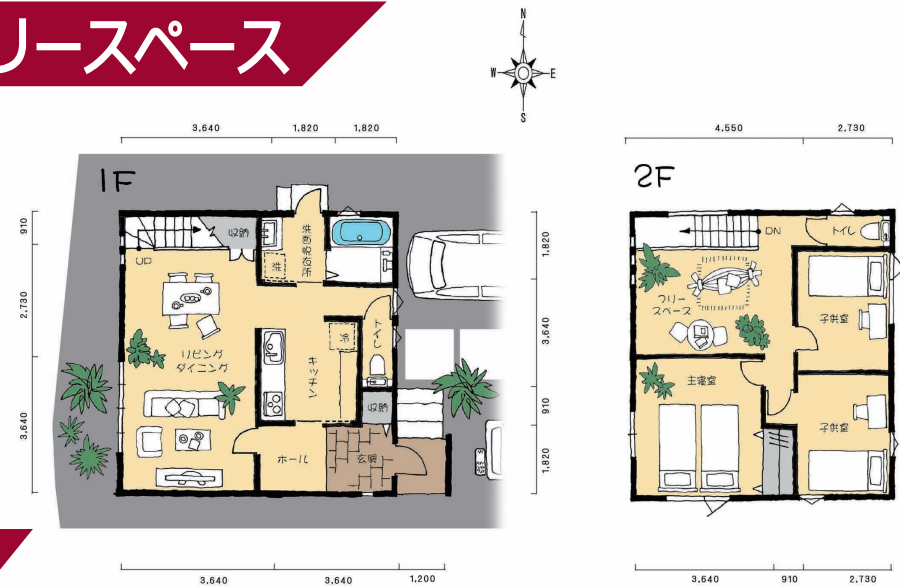 リースペース
N
W
E
S
3,640
1,820
1,820
4,550
2,730
1F
2F
910
2,730
3,640
収納
洗面脱衣所
洗
UP
リビング
ダイニング
キッチン
冷
トイレ
収納
ホール
玄関
1,820
3,640
910
1,820
DN
トイレ
フリー
スペース
子供室
主寝室
子供室
3,640
3,640
1,200
3,640
910
2,730